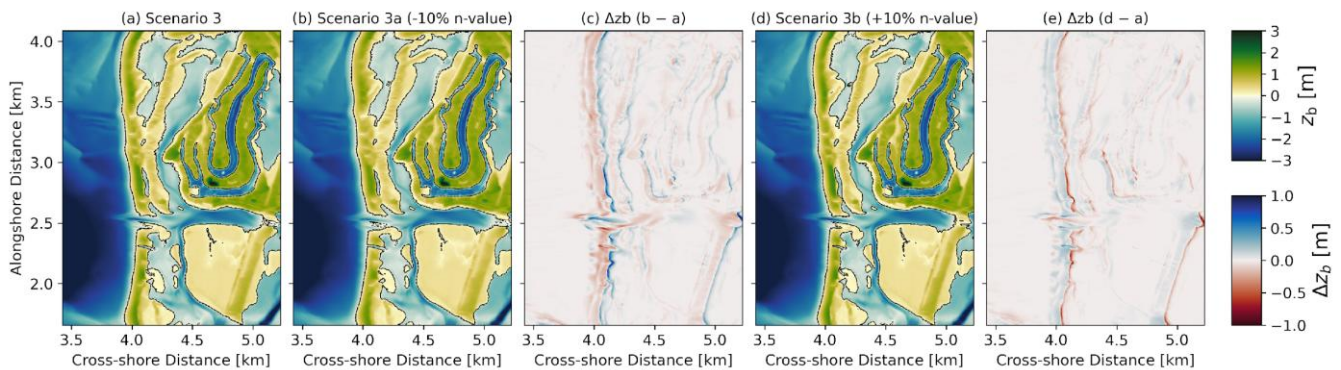 (a) Scenario 3
(b) Scenario 3a (-10% n-value)
(c) Δzb (b − a)
(d) Scenario 3b (+10% n-value)
(e) Δzb (d − a)
Alongshore Distance [km]
4.0
3.5
3.0
2.5
2.0
3.5 4.0 4.5 5.0
3.5 4.0 4.5 5.0
3.5 4.0 4.5 5.0
3.5 4.0 4.5 5.0
3.5 4.0 4.5 5.0
Cross-shore Distance [km]
Cross-shore Distance [km]
Cross-shore Distance [km]
Cross-shore Distance [km]
Cross-shore Distance [km]
3
2
1
0
−1
−2
−3
z_b [m]
1.0
0.5
0.0
−0.5
−1.0
Δz_b [m]